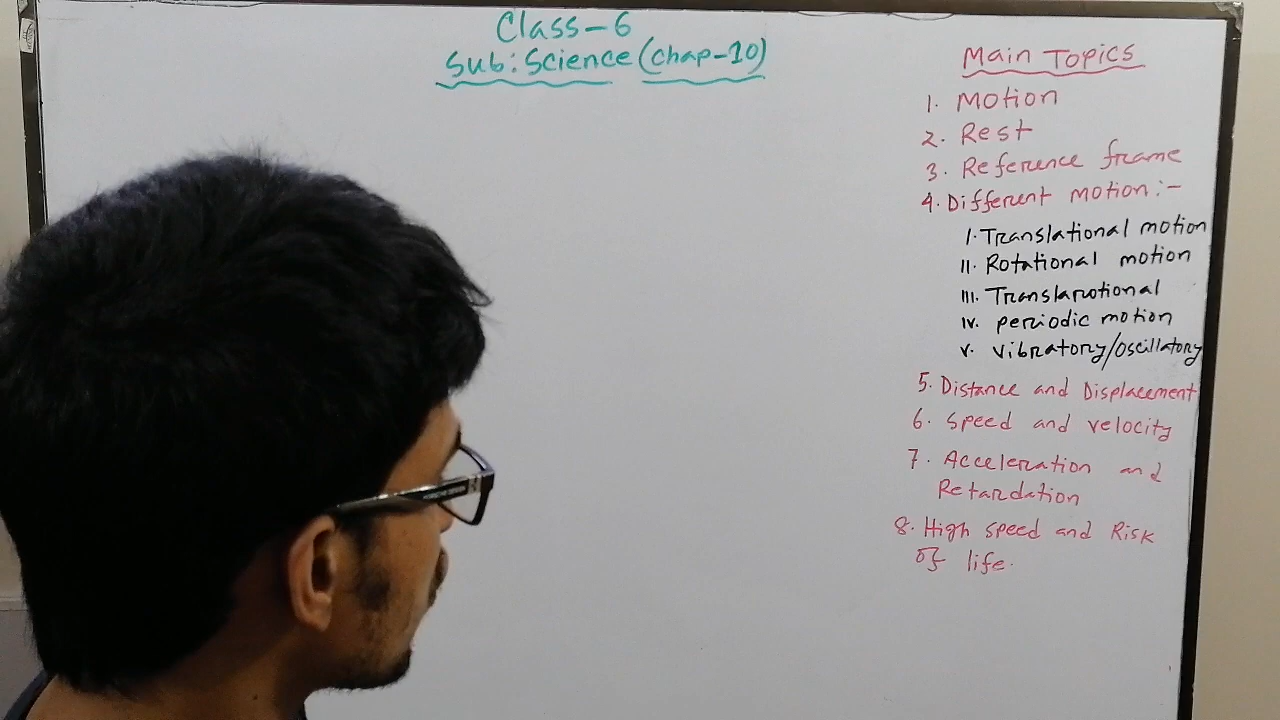 Class-6
Sub: Science (chap-10)
Main Topics
1. Motion
2. Rest
3. Reference frame
4. Different motion:-
I. Translational motion
II. Rotational motion
III. Translarotional
IV. periodic motion
V. vibratory/oscillatory
5. Distance and Displacement
6. Speed and velocity
7. Acceleration and
Retardation
8. High speed and Risk
of life.